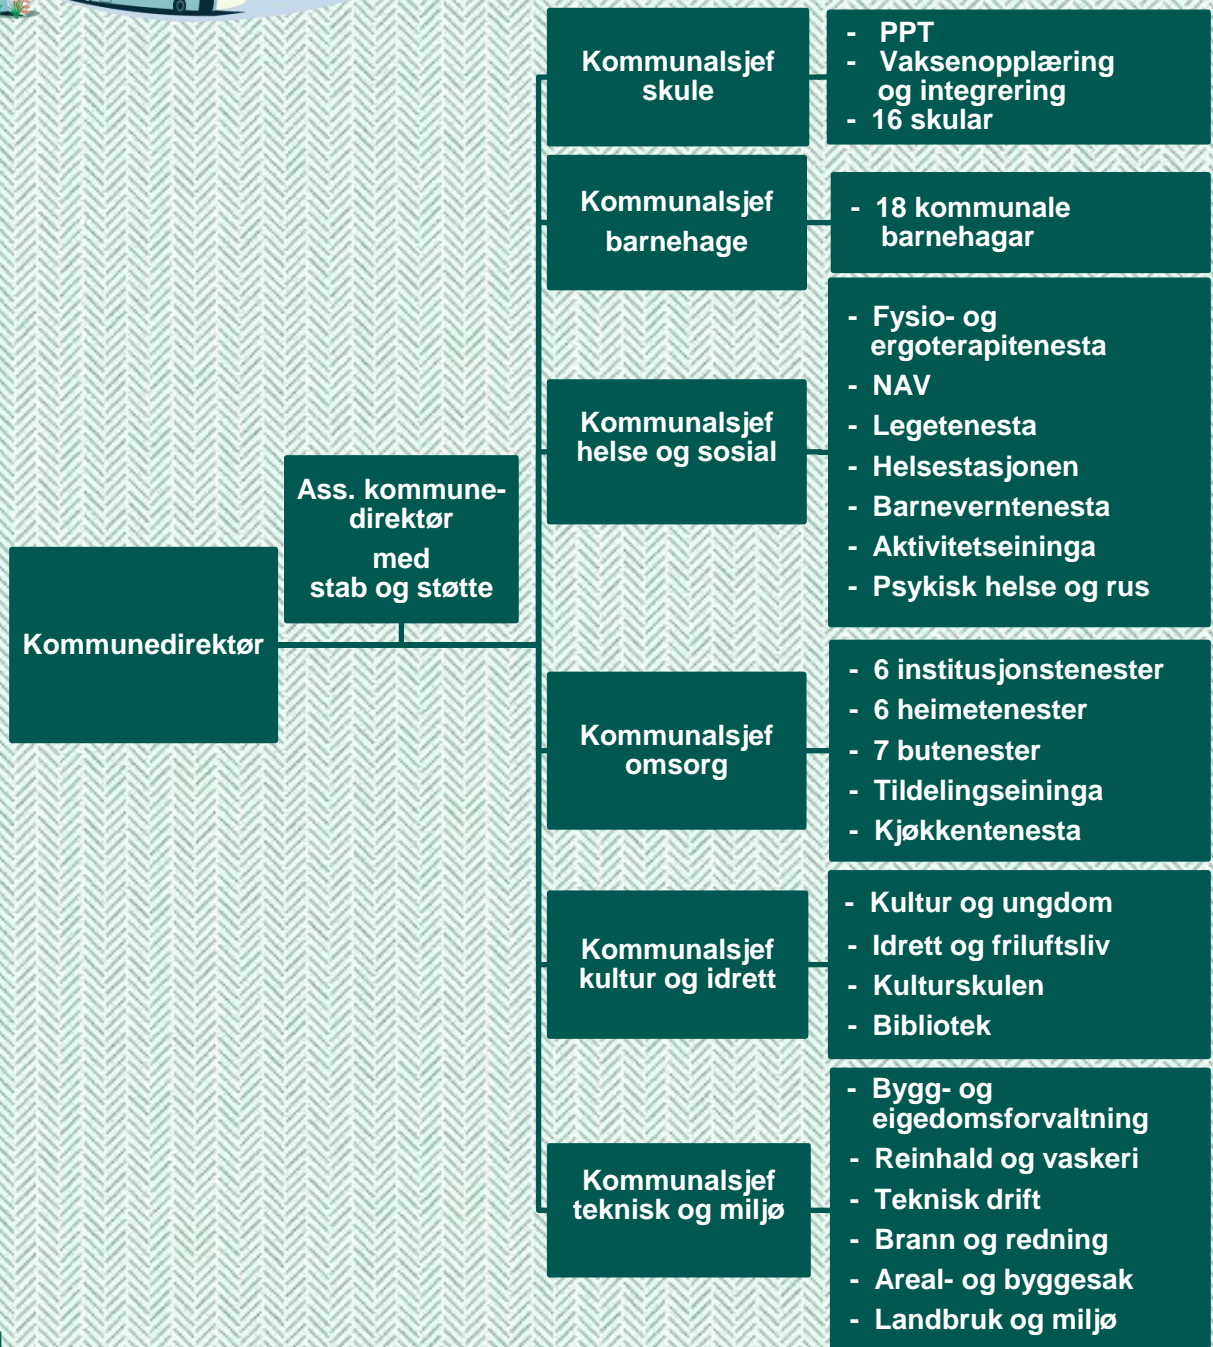 Kommunedirektør
Ass. kommune-
direktør
med
stab og støtte
Kommunalsjef
skule
- PPT
- Vaksenopplæring
og integrering
- 16 skular
Kommunalsjef
barnehage
- 18 kommunale
barnehagar
Kommunalsjef
helse og sosial
- Fysio- og
ergoterapitenesta
- NAV
- Legetenesta
- Helsestasjonen
- Barneverntenesta
- Aktivitetseininga
- Psykisk helse og rus
Kommunalsjef
omsorg
- 6 institusjonstenester
- 6 heimetenester
- 7 butenester
- Tildelingseininga
- Kjøkkentenesta
Kommunalsjef
kultur og idrett
- Kultur og ungdom
- Idrett og friluftsliv
- Kulturskulen
- Bibliotek
Kommunalsjef
teknisk og miljø
- Bygg- og
eigedomsforvaltning
- Reinhald og vaskeri
- Teknisk drift
- Brann og redning
- Areal- og byggesak
- Landbruk og miljø